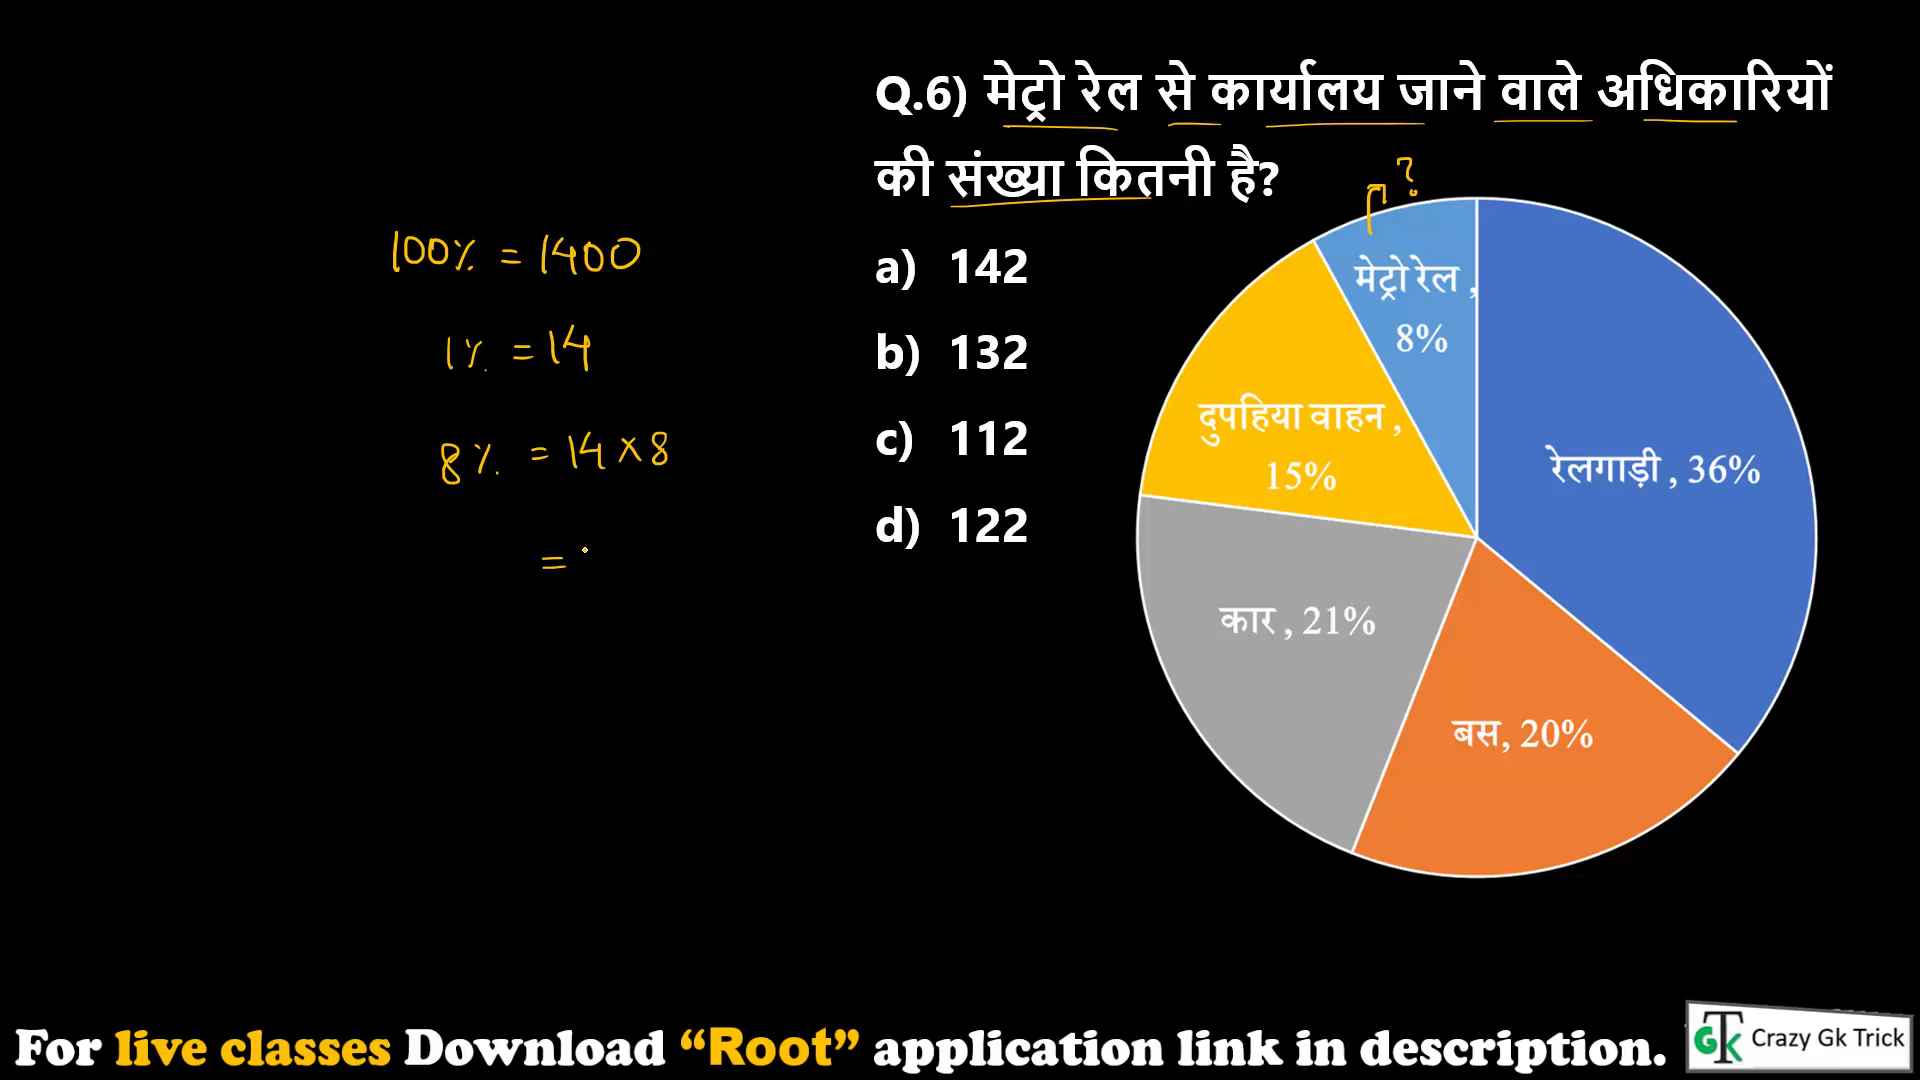 Q.6) मेट्रो रेल से कार्यालय जाने वाले अधिकारियों
की संख्या कितनी है?
?
100% = 1400
1% = 14
8% = 14 × 8
=
a) 142
b) 132
c) 112
d) 122
मेट्रो रेल ,
8%
दुपहिया वाहन ,
15%
रेलगाड़ी , 36%
कार , 21%
बस, 20%
For live classes Download “Root” application link in description.
GTK Crazy Gk Trick